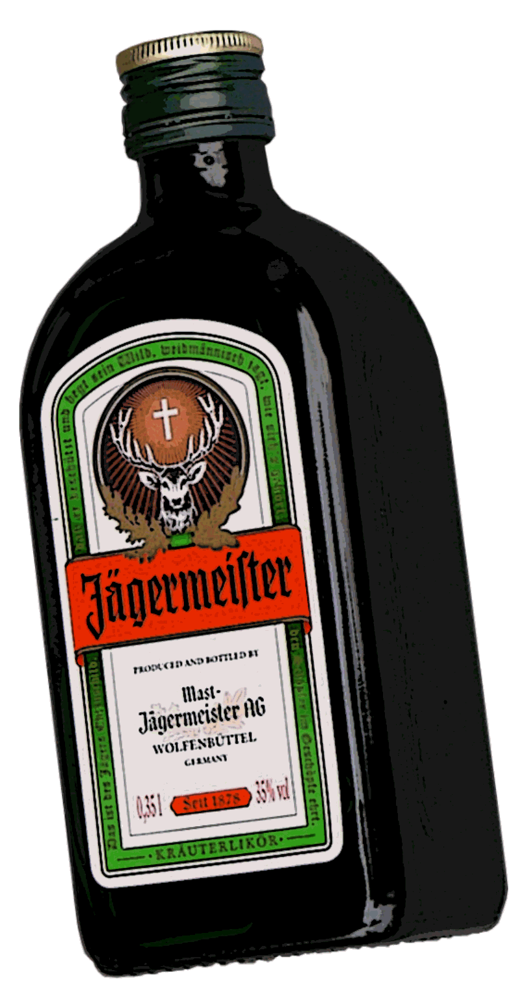 Das ist des Jägers Ehrenschild,
daß er beschützt und hegt sein Wild, weidmännisch jagt, wie sich's gehört,
den Schöpfer im Geschöpfe ehrt.
Jägermeiſter
PRODUCED AND BOTTLED BY
Mast-
Jägermeister AG
WOLFENBÜTTEL
GERMANY
0,35 l Seit 1878 35% vol
· KRÄUTERLIKÖR ·